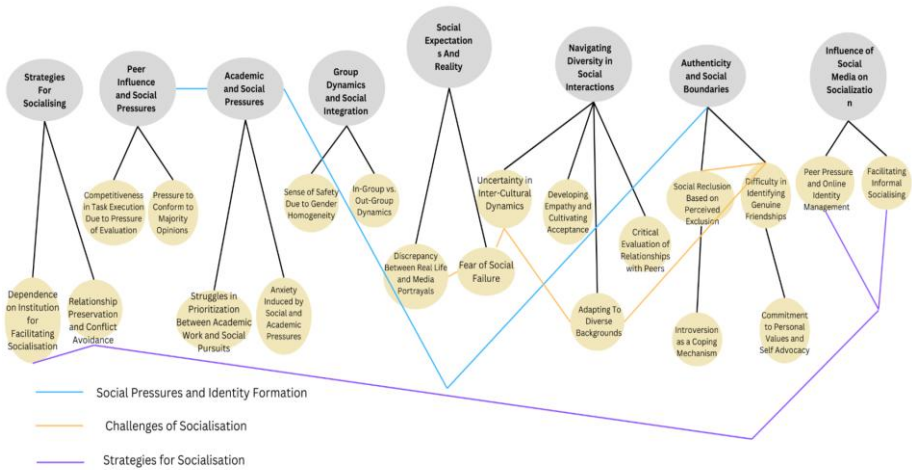 Strategies
For
Socialising
Peer
Influence
and Social
Pressures
Academic
and Social
Pressures
Group
Dynamics
and Social
Integration
Social
Expectation
s And
Reality
Navigating
Diversity in
Social
Interactions
Authenticity
and Social
Boundaries
Influence of
Social
Media on
Socializatio
n
Competitiveness
in Task Execution
Due to Pressure
of Evaluation
Pressure to
Conform to
Majority
Opinions
Sense of Safety
Due to Gender
Homogeneity
In-Group vs.
Out-Group
Dynamics
Uncertainty in
Inter-Cultural
Dynamics
Developing
Empathy and
Cultivating
Acceptance
Critical
Evaluation of
Relationships
with Peers
Social Reclusion
Based on
Perceived
Exclusion
Difficulty in
Identifying
Genuine
Friendships
Peer Pressure
and Online
Identity
Management
Facilitating
Informal
Socialising
Dependence
on Institution
for
Facilitating
Socialisation
Relationship
Preservation
and Conflict
Avoidance
Struggles in
Prioritization
Between Academic
Work and Social
Pursuits
Anxiety
Induced by
Social and
Academic
Pressures
Discrepancy
Between Real Life
and Media
Portrayals
Fear of Social
Failure
Adapting To
Diverse
Backgrounds
Introversion
as a Coping
Mechanism
Commitment
to Personal
Values and
Self Advocacy
Social Pressures and Identity Formation
Challenges of Socialisation
Strategies for Socialisation